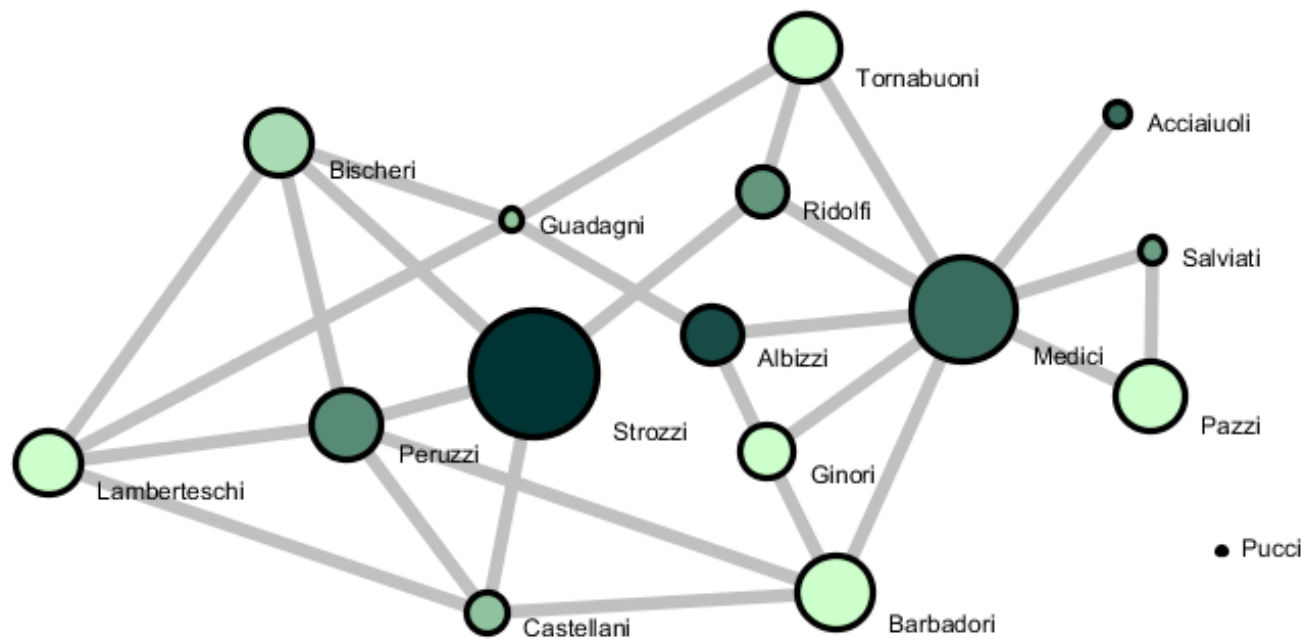 Tornabuoni
Acciaiuoli
Bischeri
Ridolfi
Guadagni
Salviati
Albizzi
Medici
Pazzi
Strozzi
Peruzzi
Ginori
Lamberteschi
Pucci
Barbadori
Castellani